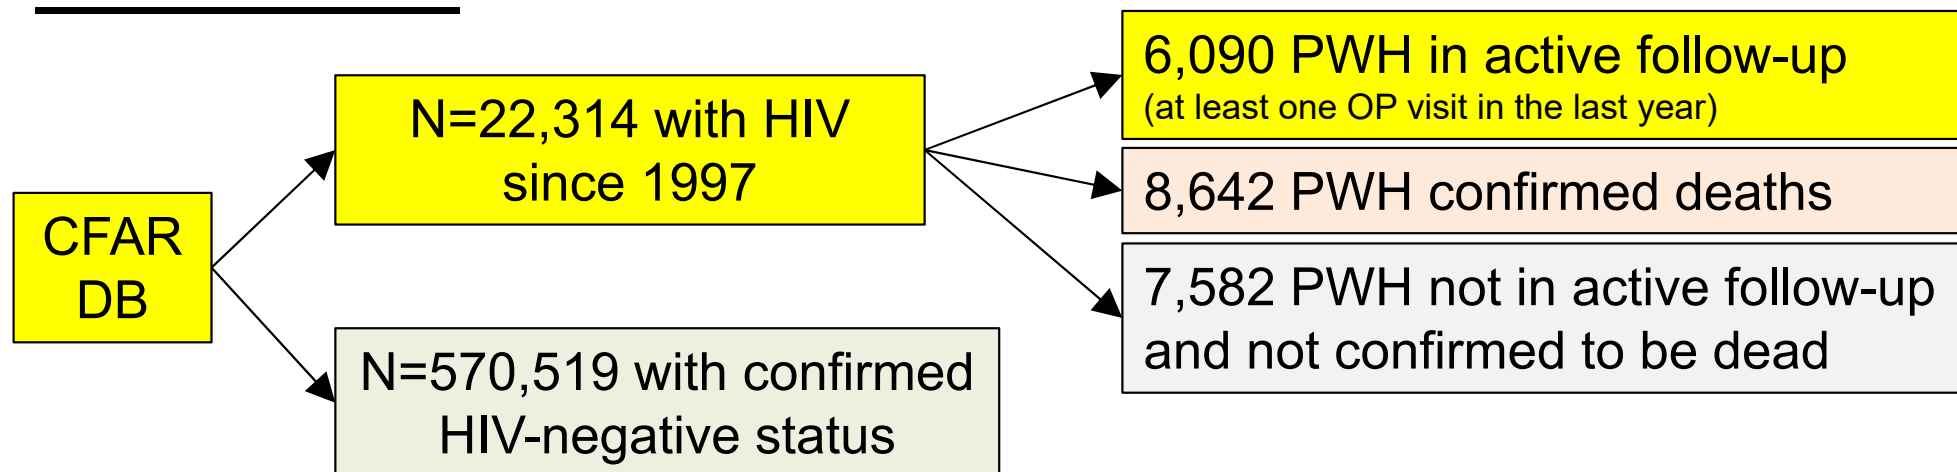 CFAR
DB
N=22,314 with HIV
since 1997
N=570,519 with confirmed
HIV-negative status
6,090 PWH in active follow-up
(at least one OP visit in the last year)
8,642 PWH confirmed deaths
7,582 PWH not in active follow-up
and not confirmed to be dead